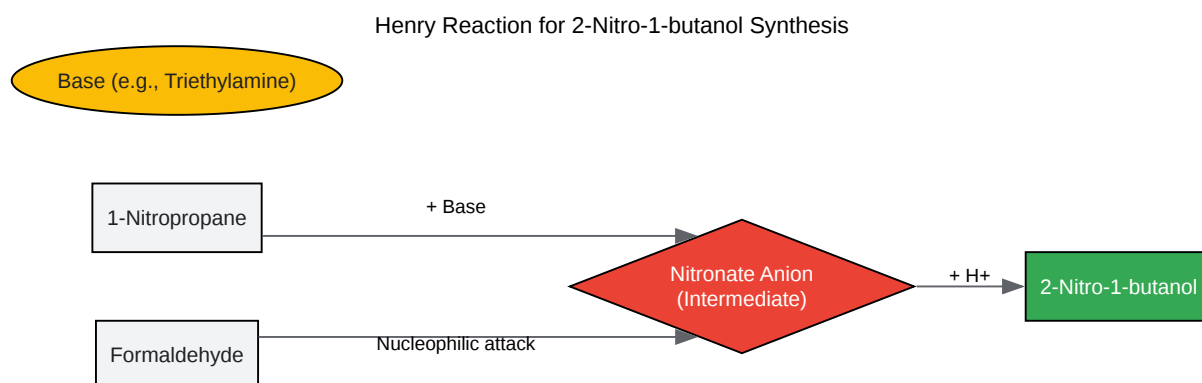 Henry Reaction for 2-Nitro-1-butanol Synthesis
Base (e.g., Triethylamine)
1-Nitropropane
+ Base
Nitronate Anion
(Intermediate)
+ H+
2-Nitro-1-butanol
Formaldehyde
Nucleophilic attack